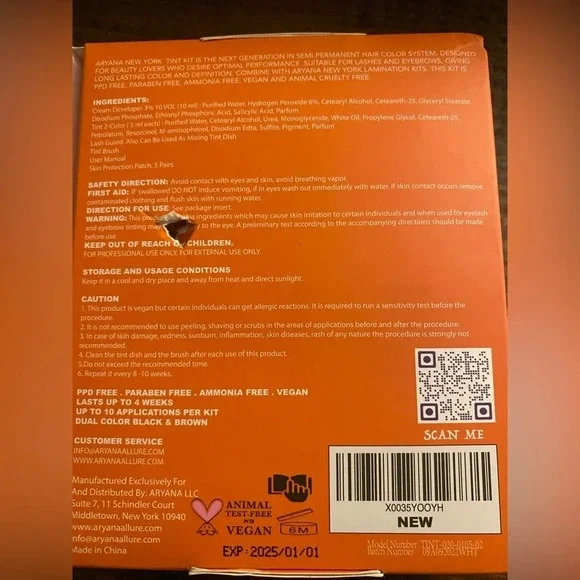 ARYANA NEW YORK TINT KIT IS THE NEXT GENERATION IN SEMI PERMANENT HAIR COLOR SYSTEM, DESIGNED
FOR BEAUTY LOVERS WHO DESIRE OPTIMAL PERFORMANCE. SUITABLE FOR LASHES AND EYEBROWS, GIVING
LONG LASTING COLOR AND DEFINITION. COMBINE WITH ARYANA NEW YORK LAMINATION KITS. THIS KIT IS
PPD FREE, PARABEN FREE, AMMONIA FREE, VEGAN AND ANIMAL CRUELTY FREE.
INGREDIENTS:
Cream Developer 3% 10 VOL (10 ml) : Purified Water, Hydrogen Peroxide 6%, Cetearyl Alcohol, Ceteareth-25, Glyceryl Stearate,
Disodium Phosphate, Ethionyl Phosphoric Acid, Salicylic Acid, Parfum
Tint 2-Color ( 5 ml each) : Purified Water, Cetearyl Alcohol, Urea, Monoglyceride, White Oil, Propylene Glycol, Ceteareth-25,
Petrolatum, Resorcinol, M-aminophenol, Disodium Edta, Sulfite, Pigment, Parfum
Lash Guard. Also Can Be Used As Mixing Tint Dish
Tint Brush
User Manual
Skin Protection Patch: 5 Pairs
SAFETY DIRECTION: Avoid contact with eyes and skin, avoid breathing vapor.
FIRST AID: IF swallowed DO NOT induce vomiting, if in eyes wash out immediately with water. if skin contact occurs remove
contaminated clothing and flush skin with running water.
DIRECTION FOR USE: See package insert.
WARNING: This ingredients which may cause skin irritation to certain individuals and when used for eyelash
and eyebrow tinting may to the eye. A preliminary test according to the accompanying directions should be made
before use.
KEEP OUT OF REACH OF CHILDREN.
FOR PROFESSIONAL USE ONLY. FOR EXTERNAL USE ONLY.
STORAGE AND USAGE CONDITIONS
Keep it in a cool and dry place and away from heat and direct sunlight.
CAUTION
1. This product is vegan but certain individuals can get allergic reactions. It is required to run a sensitivity test before the
procedure.
2. It is not recommended to use peeling, shaving or scrubs in the areas of applications before and after the procedure.
3. In case of skin damage, redness, sunburn, inflammation, skin diseases, rash of any nature the procedure is strongly not
recommended.
4. Clean the tint dish and the brush after each use of this product.
5.Do not exceed the recommended time.
6. Repeat it every 8 -10 weeks.
PPD FREE . PARABEN FREE . AMMONIA FREE . VEGAN
LASTS UP TO 4 WEEKS
UP TO 10 APPLICATIONS PER KIT
DUAL COLOR BLACK & BROWN
SCAN ME
CUSTOMER SERVICE
INFO@ARYANAALLURE.COM
WWW.ARYANAALLURE.COM
Manufactured Exclusively For
And Distributed By: ARYANA LLC
Suite 7, 11 Schindler Court
Middletown, New York 10940
www.aryanaallure.com
info@aryanaallure.com
Made in China
ANIMAL
TEST-FREE
VEGAN
6M
EXP: 2025/01/01
X0035YOOYH
NEW
Model Number: TINT-020-0105-02
Batch Number: